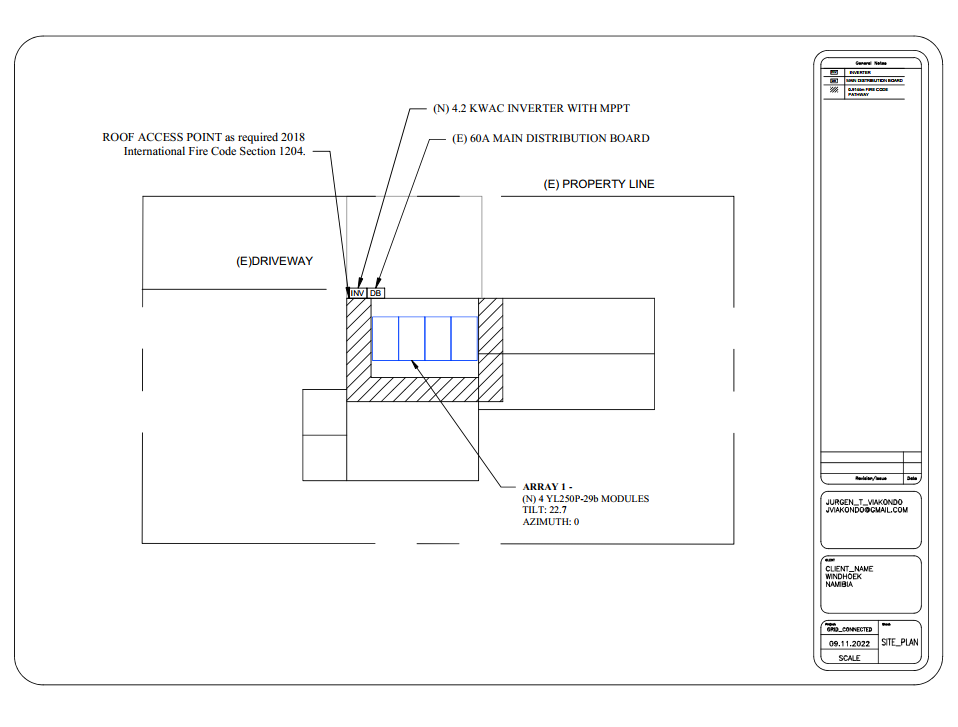 (N) 4.2 KWAC INVERTER WITH MPPT
ROOF ACCESS POINT as required 2018
International Fire Code Section 1204.
(E) 60A MAIN DISTRIBUTION BOARD
(E) PROPERTY LINE
(E)DRIVEWAY
INV
DB
ARRAY 1 -
(N) 4 YL250P-29b MODULES
TILT: 22.7
AZIMUTH: 0
General Notes
INV
INVERTER
DB
MAIN DISTRIBUTION BOARD
0.9144m FIRE CODE
PATHWAY
Revision/Issue
Date
JURGEN_T_VIAKONDO
JVIAKONDO@GMAIL.COM
CLIENT
CLIENT_NAME
WINDHOEK
NAMIBIA
GRID_CONNECTED
09.11.2022
SCALE
SITE_PLAN